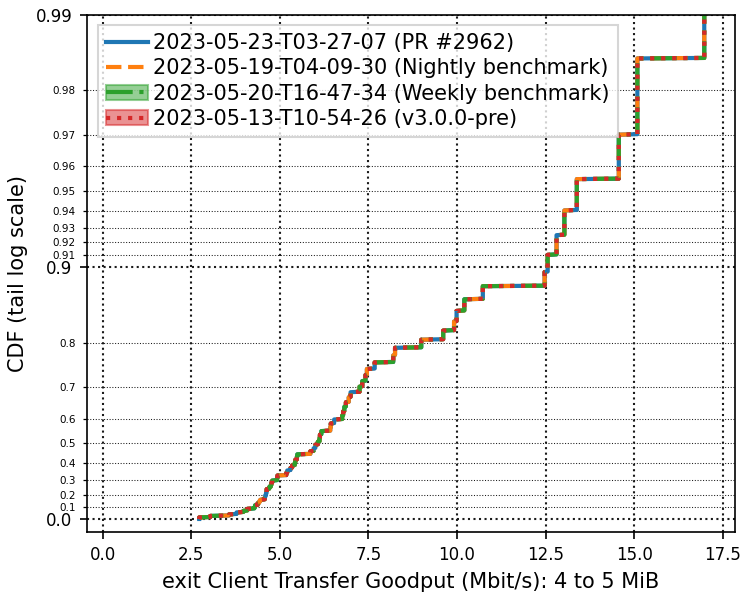 0.99
2023-05-23-T03-27-07 (PR #2962)
2023-05-19-T04-09-30 (Nightly benchmark)
2023-05-20-T16-47-34 (Weekly benchmark)
2023-05-13-T10-54-26 (v3.0.0-pre)
0.98
0.97
0.96
0.95
0.94
0.93
0.92
0.91
0.9
0.8
0.7
0.6
0.5
0.4
0.3
0.2
0.1
0.0
CDF (tail log scale)
0.0 2.5 5.0 7.5 10.0 12.5 15.0 17.5
exit Client Transfer Goodput (Mbit/s): 4 to 5 MiB